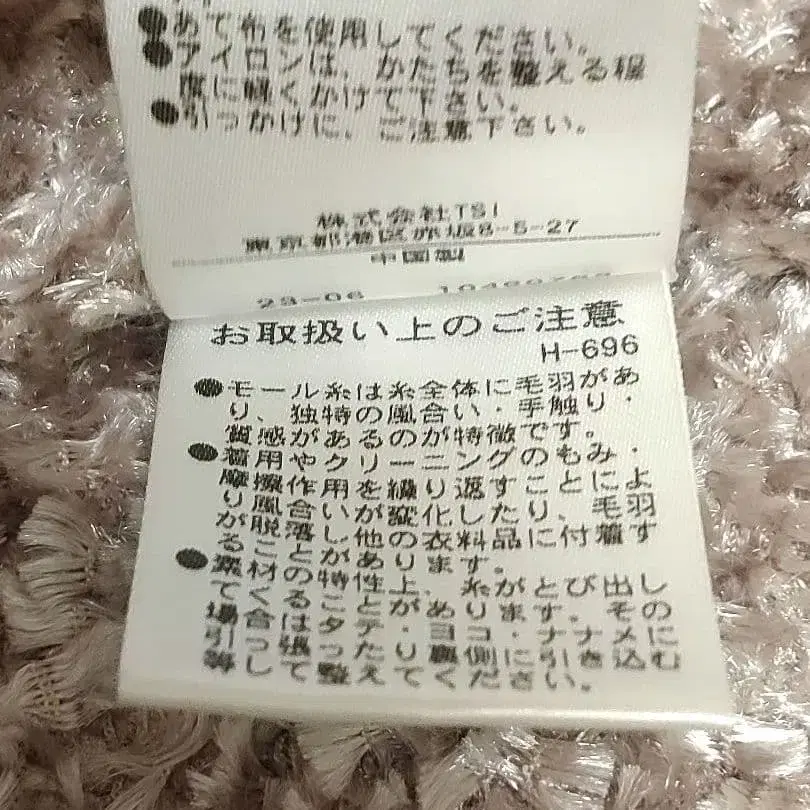 ●あて布を使用してください。
●アイロンは、かたちを整える程
度に軽くかけて下さい。
●引っかけに、ご注意下さい。
株式会社TSI
東京都港区赤坂8-5-27
中国製
23-06
お取扱い上のご注意
H-696
●モール糸は糸全体に毛羽があ
り、独特の風合い・手触り・
質感があるのが特徴です。
●着用やクリーニングのもみ・
摩擦作用を繰り返すことによ
り風合いが変化したり、毛羽
が脱落し他の衣料品に付着す
ることがあります。
●素材の特性上、糸がとび出し
てくることがあります。その
場合はタテ・ヨコ・ナナメに
引っ張ったりして裏側に引き込む
等して整えてください。